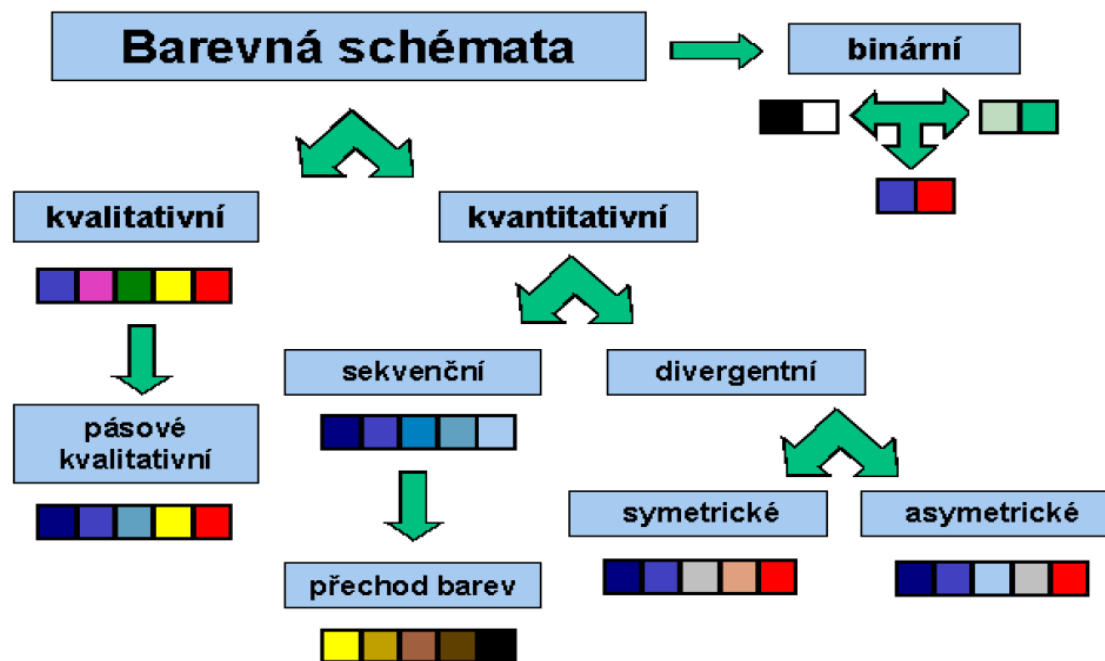 Barevná schémata
binární
kvalitativní
kvantitativní
sekvenční
divergentní
pásové
kvalitativní
symetrické
asymetrické
přechod barev